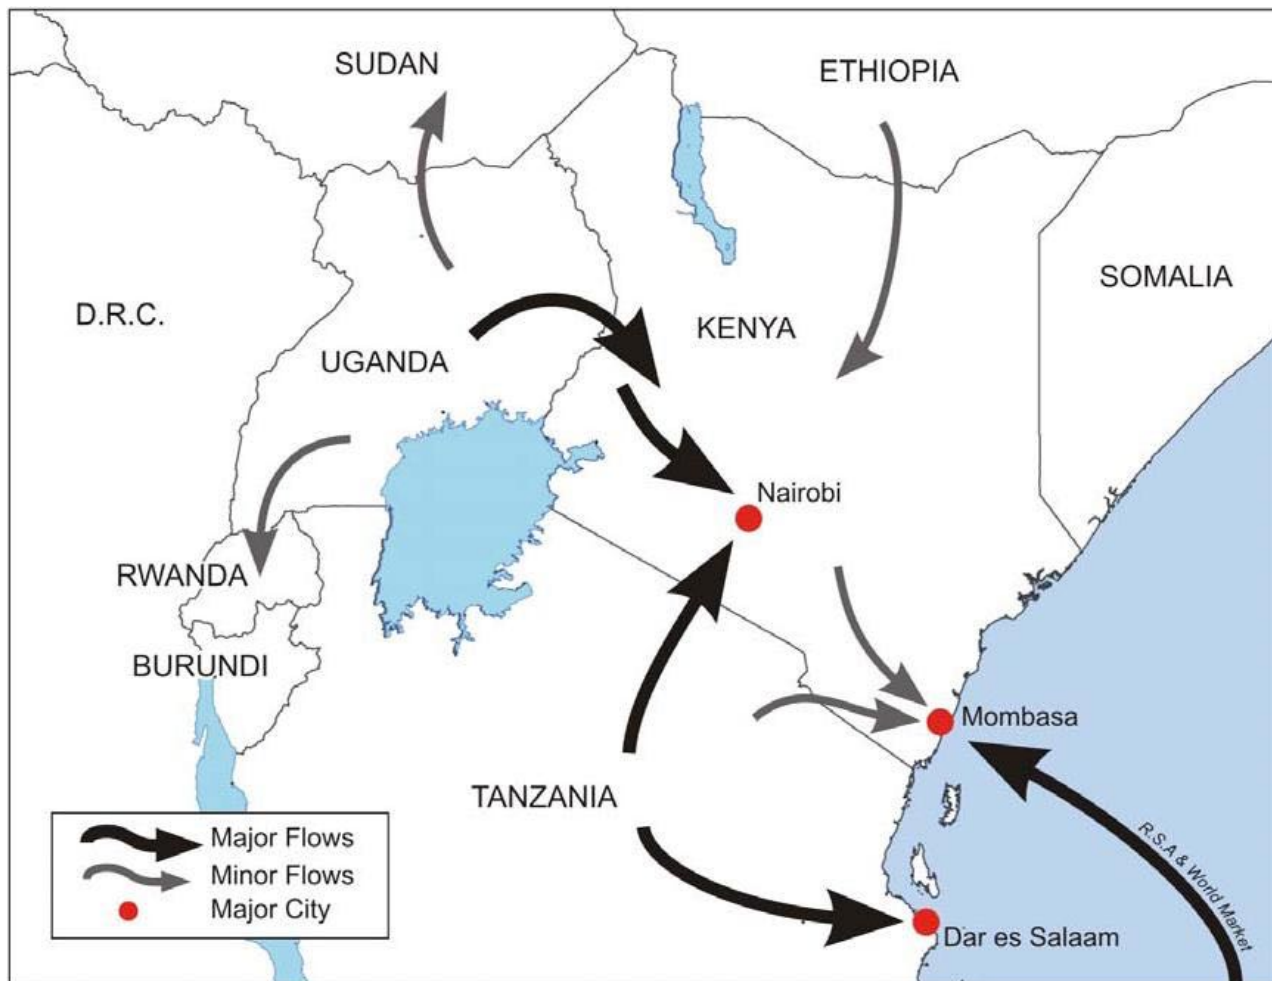 SUDAN
ETHIOPIA
SOMALIA
D.R.C.
KENYA
UGANDA
Nairobi
RWANDA
BURUNDI
Mombasa
TANZANIA
R.S.A & World Market
Dar es Salaam
Major Flows
Minor Flows
Major City